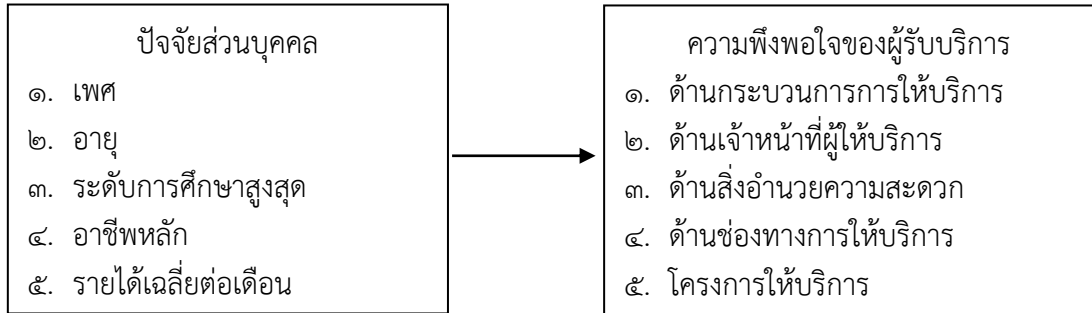 ปัจจัยส่วนบุคคล
๑. เพศ
๒. อายุ
๓. ระดับการศึกษาสูงสุด
๔. อาชีพหลัก
๕. รายได้เฉลี่ยต่อเดือน
ความพึงพอใจของผู้รับบริการ
๑. ด้านกระบวนการการให้บริการ
๒. ด้านเจ้าหน้าที่ผู้ให้บริการ
๓. ด้านสิ่งอำนวยความสะดวก
๔. ด้านช่องทางการให้บริการ
๕. โครงการให้บริการ